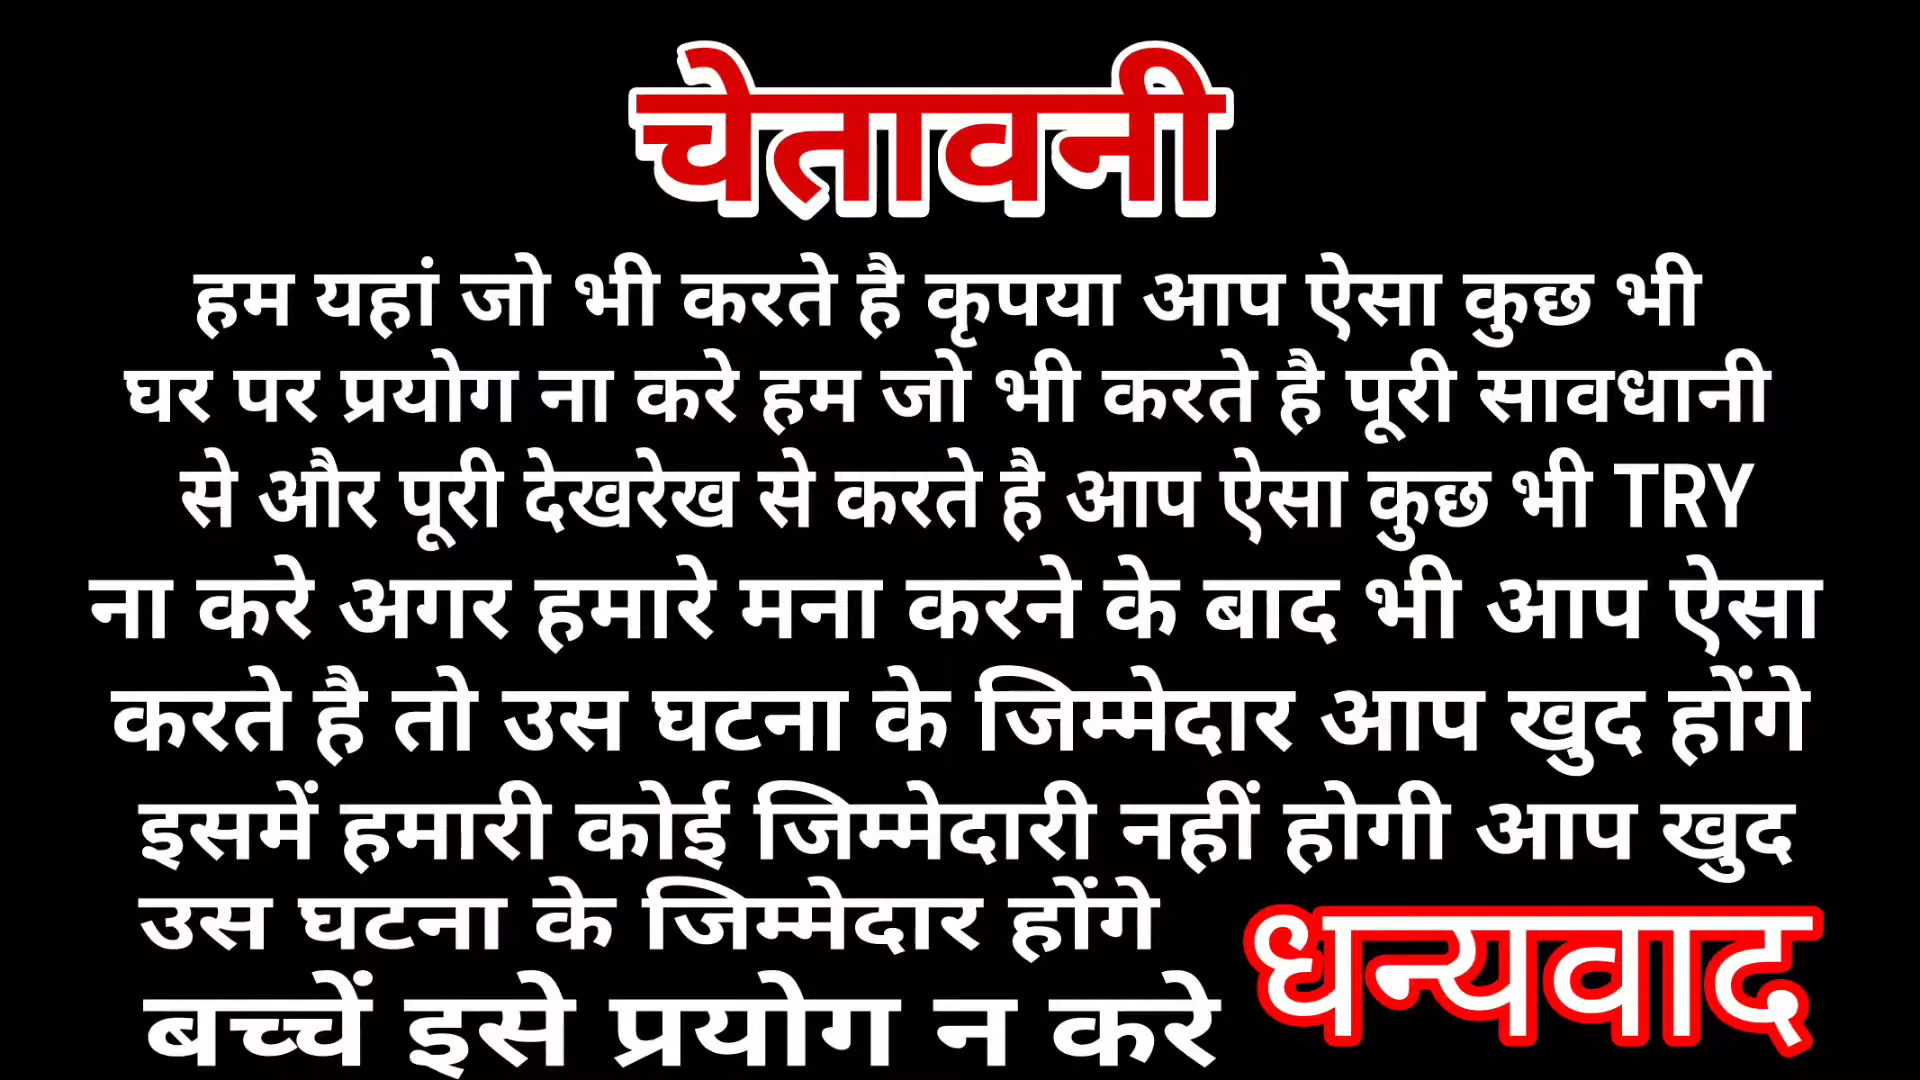 चेतावनी
हम यहां जो भी करते है कृपया आप ऐसा कुछ भी
घर पर प्रयोग ना करे हम जो भी करते है पूरी सावधानी
से और पूरी देखरेख से करते है आप ऐसा कुछ भी TRY
ना करे अगर हमारे मना करने के बाद भी आप ऐसा
करते है तो उस घटना के जिम्मेदार आप खुद होंगे
इसमें हमारी कोई जिम्मेदारी नहीं होगी आप खुद
उस घटना के जिम्मेदार होंगे
बच्चें इसे प्रयोग न करे
धन्यवाद